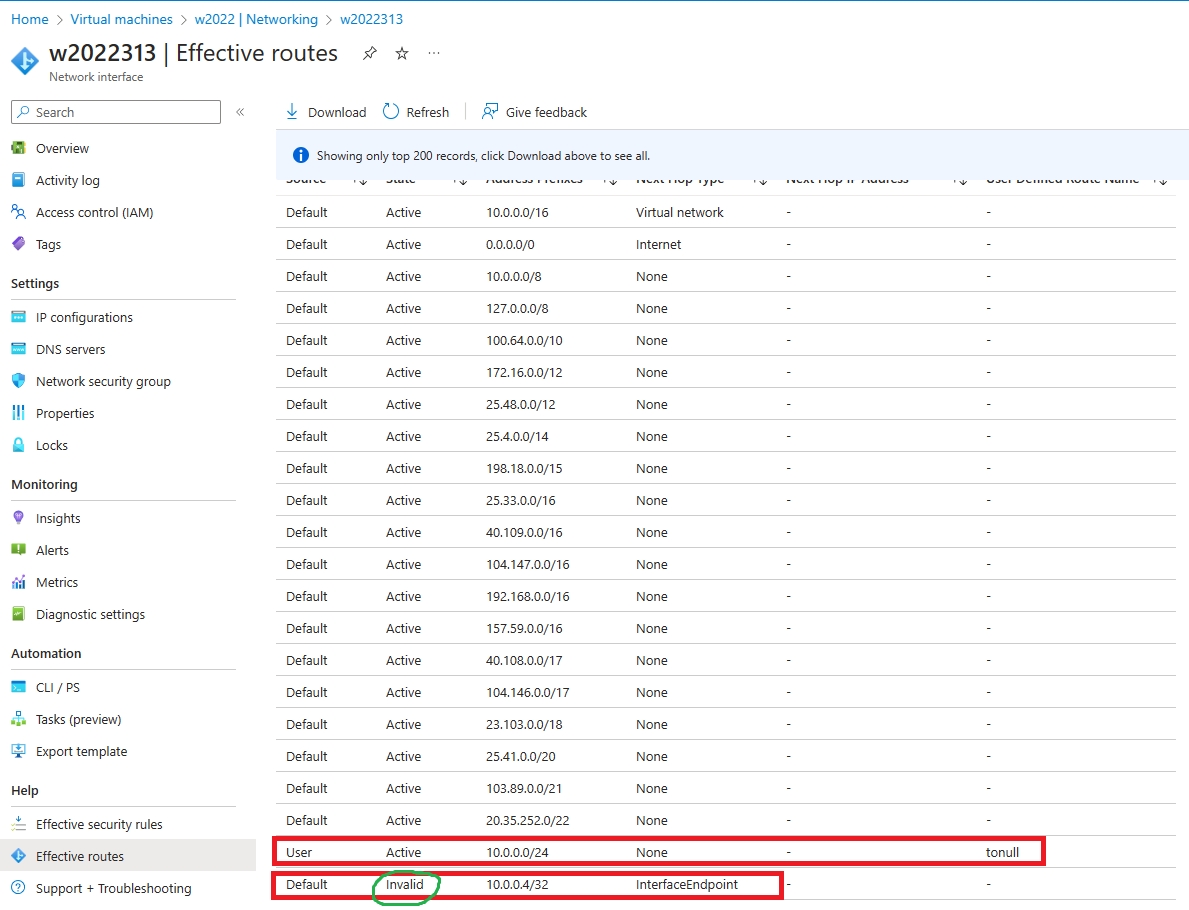 Home > Virtual machines > w2022 | Networking > w2022313
w2022313 | Effective routes
Network interface
Search
Download Refresh Give feedback
Overview
Activity log
Access control (IAM)
Tags
Settings
IP configurations
DNS servers
Network security group
Properties
Locks
Monitoring
Insights
Alerts
Metrics
Diagnostic settings
Automation
CLI / PS
Tasks (preview)
Export template
Help
Effective security rules
Effective routes
Support + Troubleshooting
Showing only top 200 records, click Download above to see all.
Source State Address Prefixes Next Hop Type Next Hop IP Address User Defined Route Name
Default Active 10.0.0.0/16 Virtual network - -
Default Active 0.0.0.0/0 Internet - -
Default Active 10.0.0.0/8 None - -
Default Active 127.0.0.0/8 None - -
Default Active 100.64.0.0/10 None - -
Default Active 172.16.0.0/12 None - -
Default Active 25.48.0.0/12 None - -
Default Active 25.4.0.0/14 None - -
Default Active 198.18.0.0/15 None - -
Default Active 25.33.0.0/16 None - -
Default Active 40.109.0.0/16 None - -
Default Active 104.147.0.0/16 None - -
Default Active 192.168.0.0/16 None - -
Default Active 157.59.0.0/16 None - -
Default Active 40.108.0.0/17 None - -
Default Active 104.146.0.0/17 None - -
Default Active 23.103.0.0/18 None - -
Default Active 25.41.0.0/20 None - -
Default Active 103.89.0.0/21 None - -
Default Active 20.35.252.0/22 None - -
User Active 10.0.0.0/24 None - tonull
Default Invalid 10.0.0.4/32 InterfaceEndpoint - -